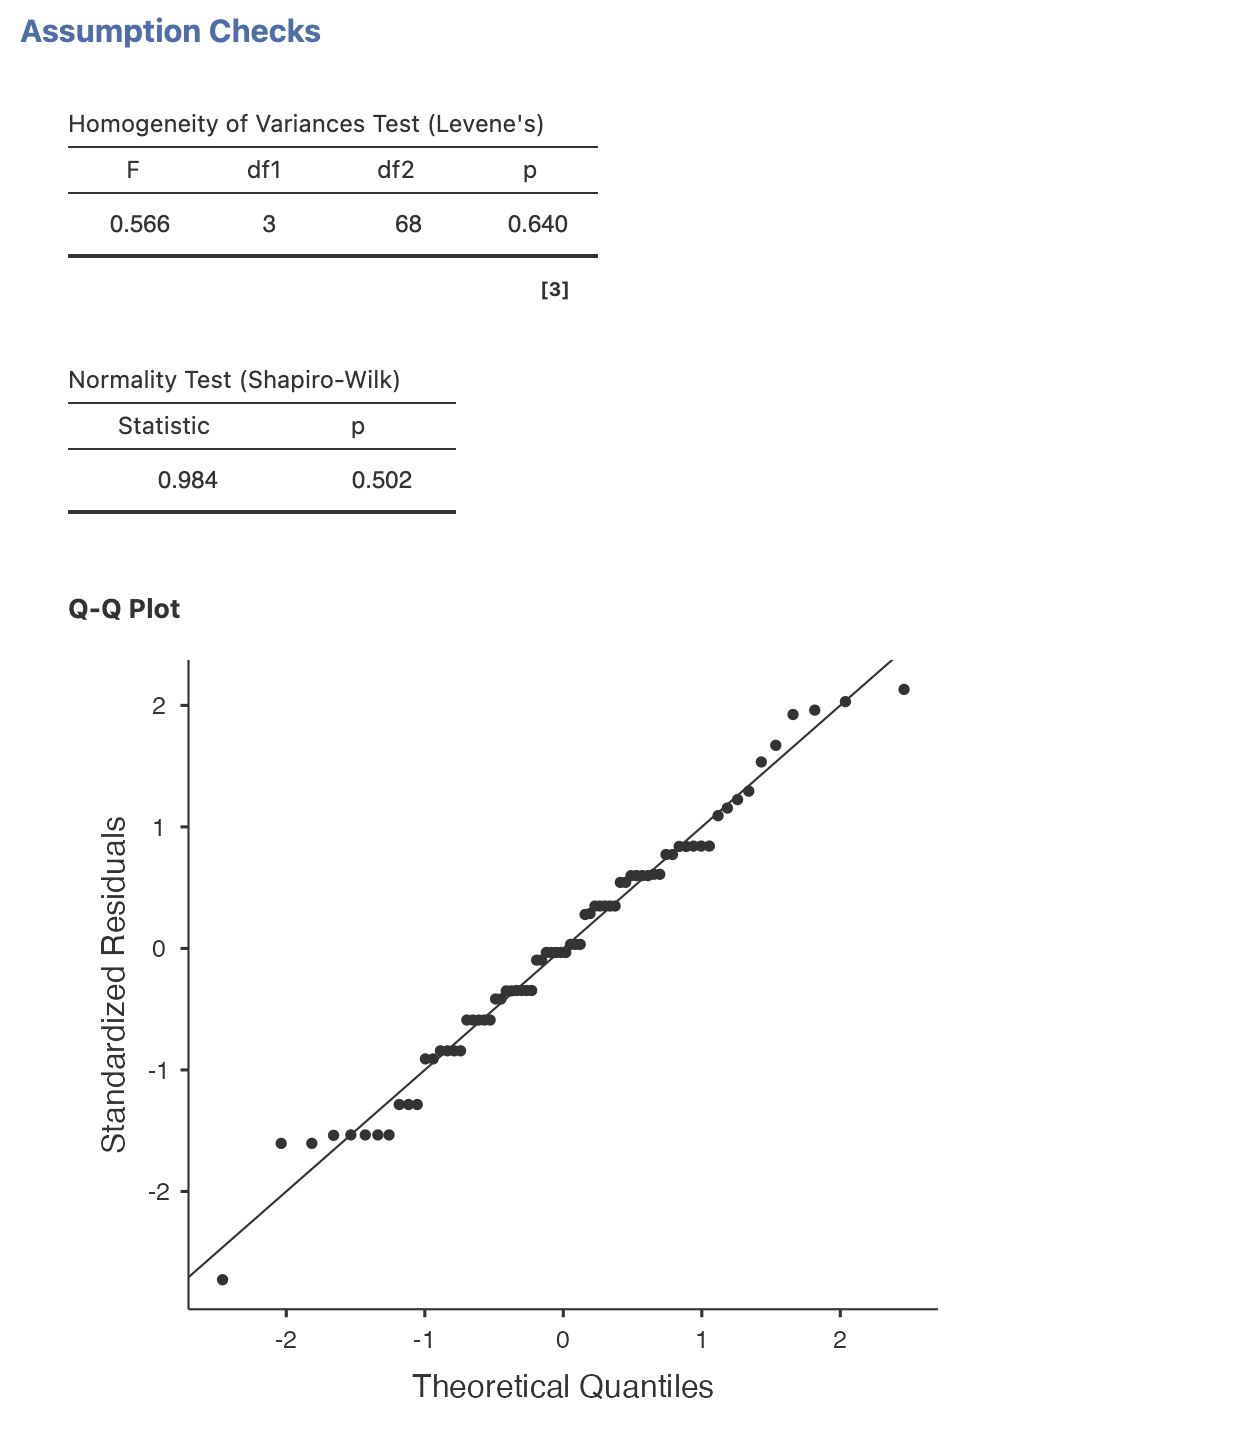 Assumption Checks
Homogeneity of Variances Test (Levene's)
F df1 df2 p
0.566 3 68 0.640
[3]
Normality Test (Shapiro-Wilk)
Statistic p
0.984 0.502
Q-Q Plot
Standardized Residuals
2
1
0
-1
-2
-2 -1 0 1 2
Theoretical Quantiles